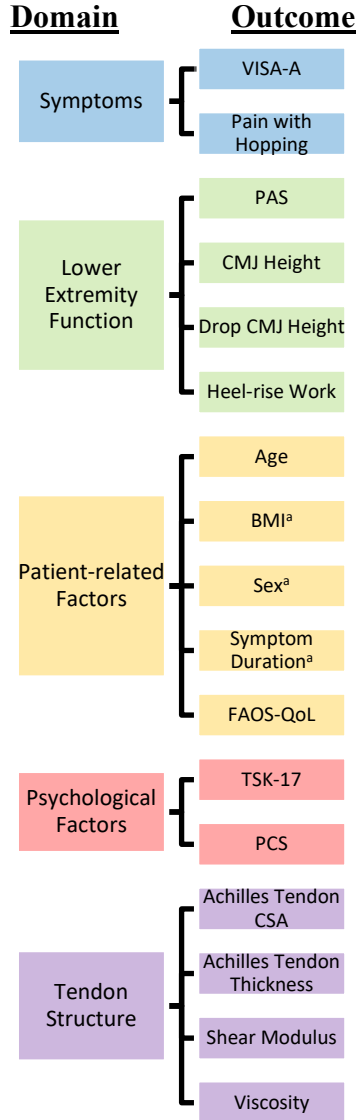 Domain Outcome
Symptoms
VISA-A
Pain with
Hopping
Lower
Extremity
Function
PAS
CMJ Height
Drop CMJ Height
Heel-rise Work
Patient-related
Factors
Age
BMIᵃ
Sexᵃ
Symptom
Durationᵃ
FAOS-QoL
Psychological
Factors
TSK-17
PCS
Tendon
Structure
Achilles Tendon
CSA
Achilles Tendon
Thickness
Shear Modulus
Viscosity